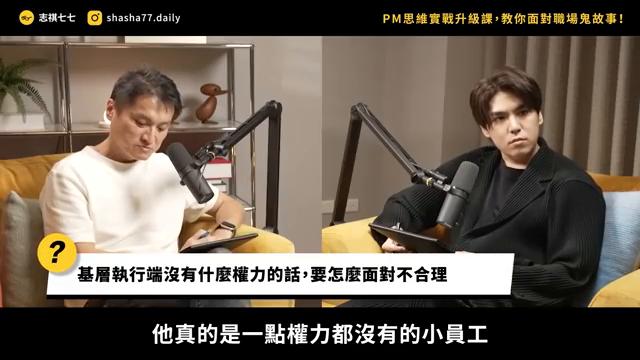 志祺七七
shasha77.daily
PM思維實戰升級課,教你面對職場鬼故事!
?
基層執行端沒有什麼權力的話,要怎麼面對不合理
他真的是一點權力都沒有的小員工